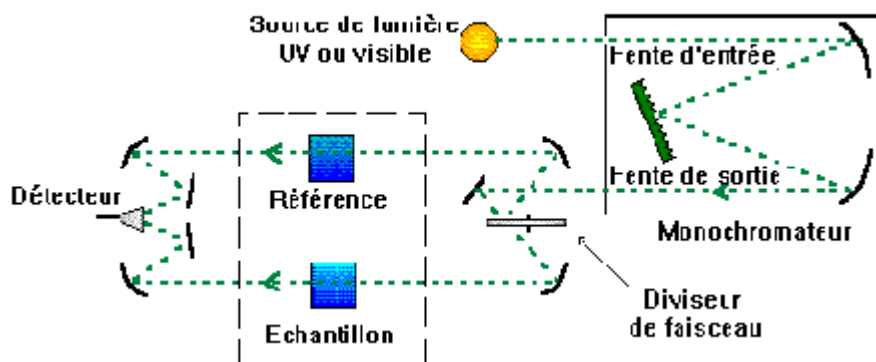 Source de lumière
UV ou visible
Fente d'entrée
Fente de sortie
Monochromateur
Détecteur
Référence
Echantillon
Diviseur
de faisceau